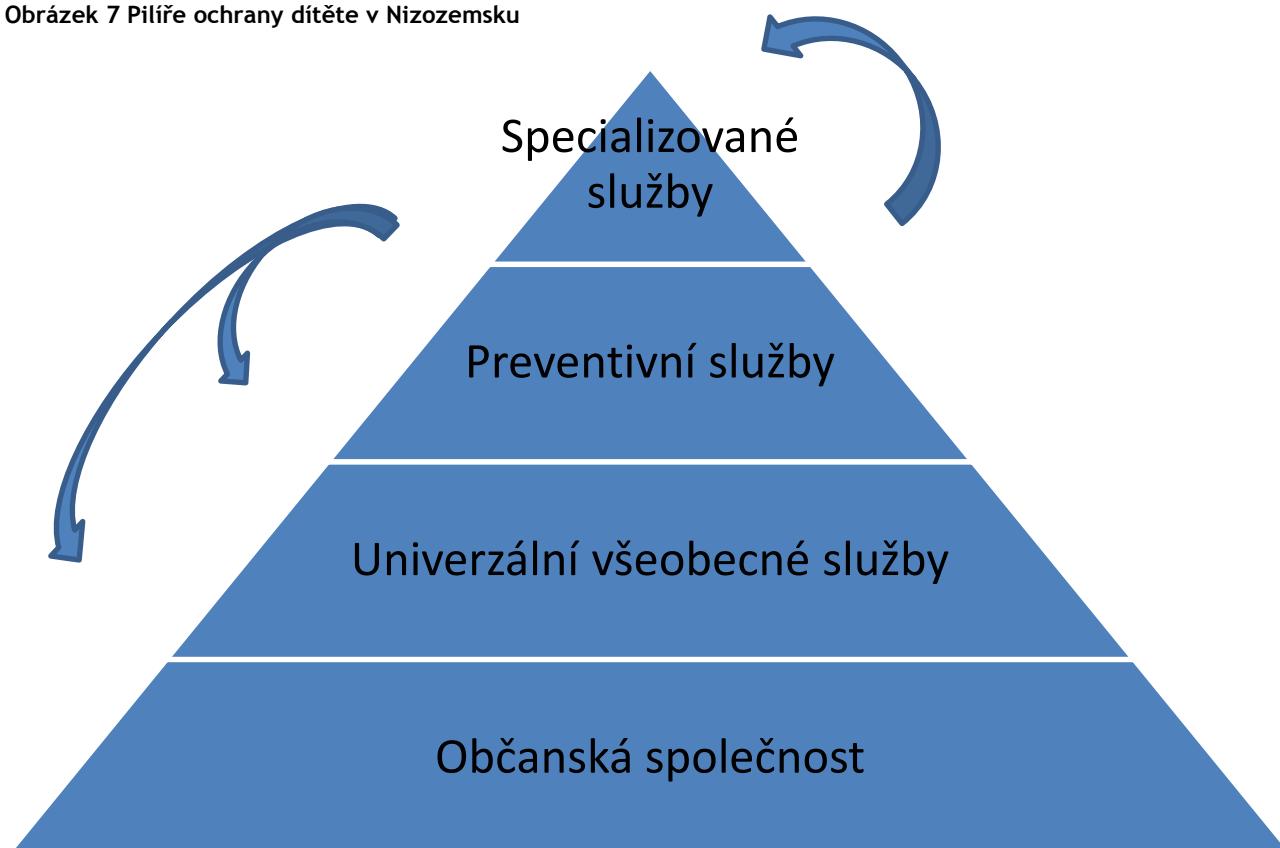 Obrázek 7 Pilíře ochrany dítěte v Nizozemsku
Specializované
služby
Preventivní služby
Univerzální všeobecné služby
Občanská společnost